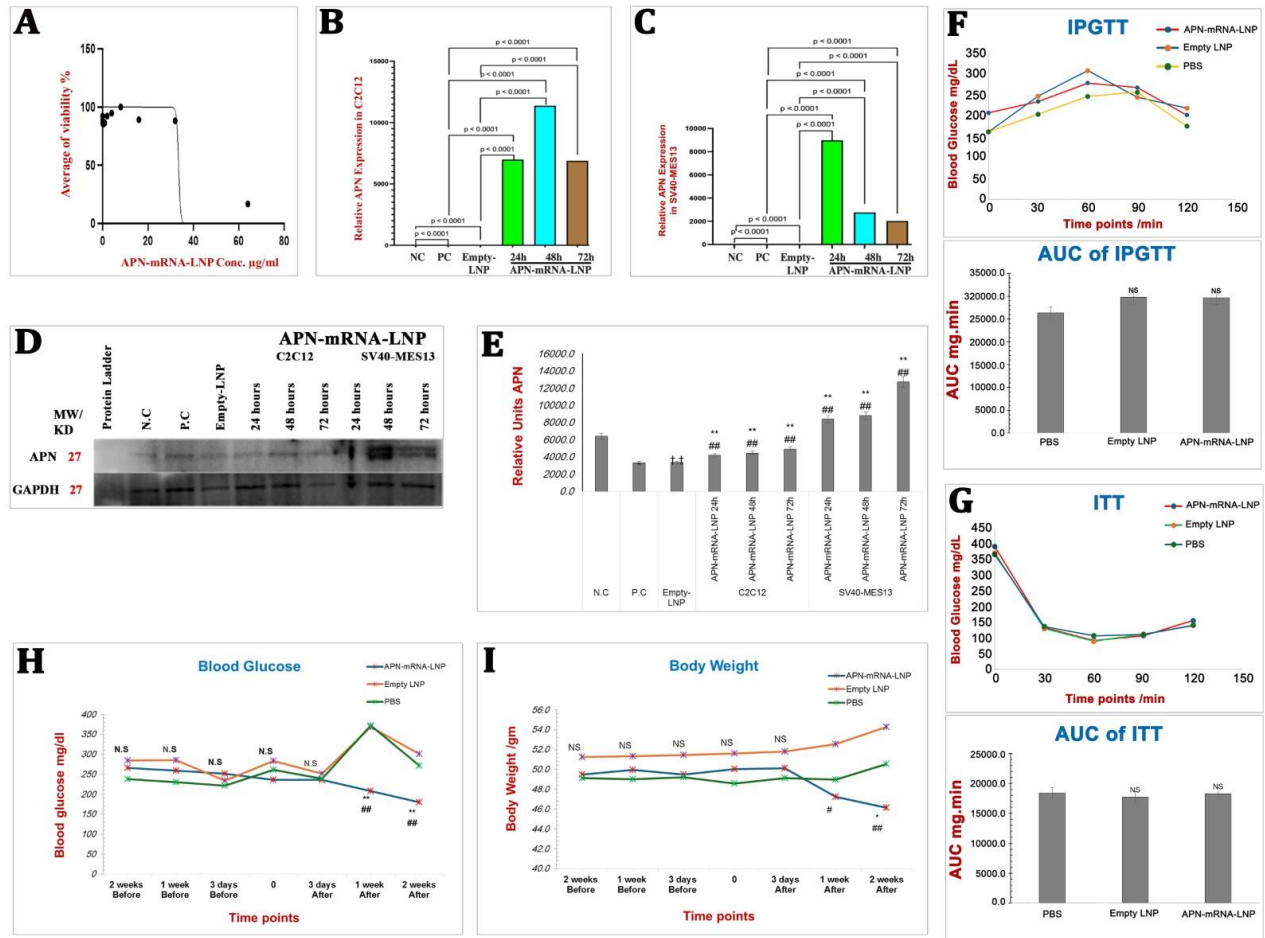 A
Average of viability %
150
100
50
0
0 20 40 60 80
APN-mRNA-LNP Conc. µg/ml
B
Relative APN Expression in C2C12
15000
10000
5000
0
p < 0.0001
p < 0.0001
p < 0.0001
p < 0.0001
p < 0.0001
p < 0.0001
p < 0.0001
p < 0.0001
NC PC Empty- 24h 48h 72h
LNP APN-mRNA-LNP
C
Relative APN Expression
in SV40-MES13
10000
8000
6000
4000
2000
0
p < 0.0001
p < 0.0001
p < 0.0001
p < 0.0001
p < 0.0001
p < 0.0001
p < 0.0001
p < 0.0001
NC PC Empty- 24h 48h 72h
LNP APN-mRNA-LNP
F
IPGTT
APN-mRNA-LNP
Empty LNP
PBS
Blood Glucose mg/dL
350
300
250
200
150
100
50
0
0 30 60 90 120 150
Time points /min
AUC of IPGTT
AUC mg.min
35000.0
30000.0
25000.0
20000.0
15000.0
10000.0
5000.0
0.0
NS NS
PBS Empty LNP APN-mRNA-LNP
D
APN-mRNA-LNP
C2C12 SV40-MES13
Protein Ladder
N.C
P.C
Empty-LNP
24 hours
48 hours
72 hours
24 hours
48 hours
72 hours
MW/
KD
APN 27
GAPDH 27
E
Relative Units APN
16000.0
14000.0
12000.0
10000.0
8000.0
6000.0
4000.0
2000.0
0.0
‡‡
**
##
**
##
**
##
**
##
**
##
**
##
APN-mRNA-LNP 24h
APN-mRNA-LNP 48h
APN-mRNA-LNP 72h
APN-mRNA-LNP 24h
APN-mRNA-LNP 48h
APN-mRNA-LNP 72h
N.C P.C Empty- C2C12 SV40-MES13
LNP
G
ITT
APN-mRNA-LNP
Empty LNP
PBS
Blood Glucose mg/dL
450
400
350
300
250
200
150
100
50
0
0 30 60 90 120 150
Time points /min
AUC of ITT
AUC mg.min
25000.0
20000.0
15000.0
10000.0
5000.0
0.0
NS NS
PBS Empty LNP APN-mRNA-LNP
H
Blood Glucose
APN-mRNA-LNP
Empty LNP
PBS
Blood glucose mg/dl
400
350
300
250
200
150
100
50
0
N.S N.S N.S N.S N.S
**
##
**
##
2 weeks 1 week 3 days 0 3 days 1 week 2 weeks
Before Before Before After After After
Time points
I
Body Weight
APN-mRNA-LNP
Empty LNP
PBS
Body Weight /gm
56.0
54.0
52.0
50.0
48.0
46.0
44.0
42.0
40.0
NS NS NS NS NS
#
*
##
2 weeks 1 week 3 days 0 3 days 1 week 2 weeks
Before Before Before After After After
Time points